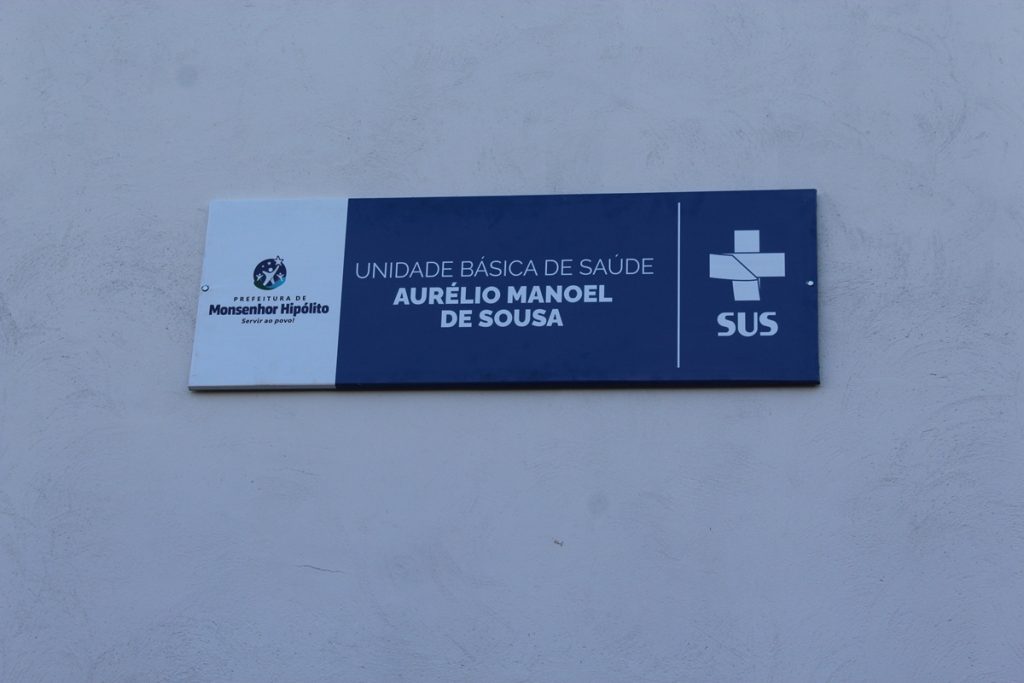 PREFEITURA DE
Monsenhor Hipólito
Servir ao povo!
UNIDADE BÁSICA DE SAÚDE
AURÉLIO MANOEL
DE SOUSA
SUS